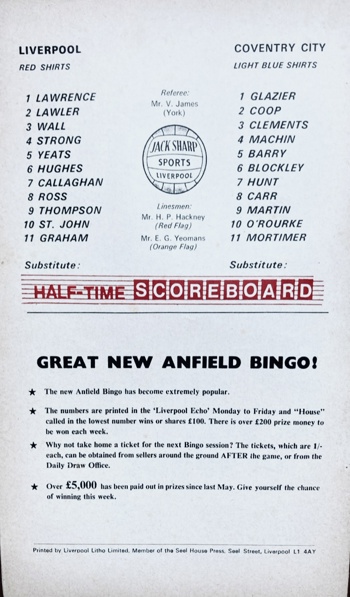 LIVERPOOL
RED SHIRTS
1 LAWRENCE
2 LAWLER
3 WALL
4 STRONG
5 YEATS
6 HUGHES
7 CALLAGHAN
8 ROSS
9 THOMPSON
10 ST. JOHN
11 GRAHAM
Substitute:
Referee:
Mr. V. James
(York)
JACK SHARP
SPORTS
LIVERPOOL
Linesmen:
Mr. H. P. Hackney
(Red Flag)
Mr. E. G. Yeomans
(Orange Flag)
COVENTRY CITY
LIGHT BLUE SHIRTS
1 GLAZIER
2 COOP
3 CLEMENTS
4 MACHIN
5 BARRY
6 BLOCKLEY
7 HUNT
8 CARR
9 MARTIN
10 O'ROURKE
11 MORTIMER
Substitute:
HALF-TIME SCOREBOARD
GREAT NEW ANFIELD BINGO!
★ The new Anfield Bingo has become extremely popular.
★ The numbers are printed in the 'Liverpool Echo' Monday to Friday and "House"
called in the lowest number wins or shares £100. There is over £200 prize money to
be won each week.
★ Why not take home a ticket for the next Bingo session? The tickets, which are 1/-
each, can be obtained from sellers around the ground AFTER the game, or from the
Daily Draw Office.
★ Over £5,000 has been paid out in prizes since last May. Give yourself the chance
of winning this week.
Printed by Liverpool Litho Limited, Member of the Seel House Press, Seel Street, Liverpool L1 4AY